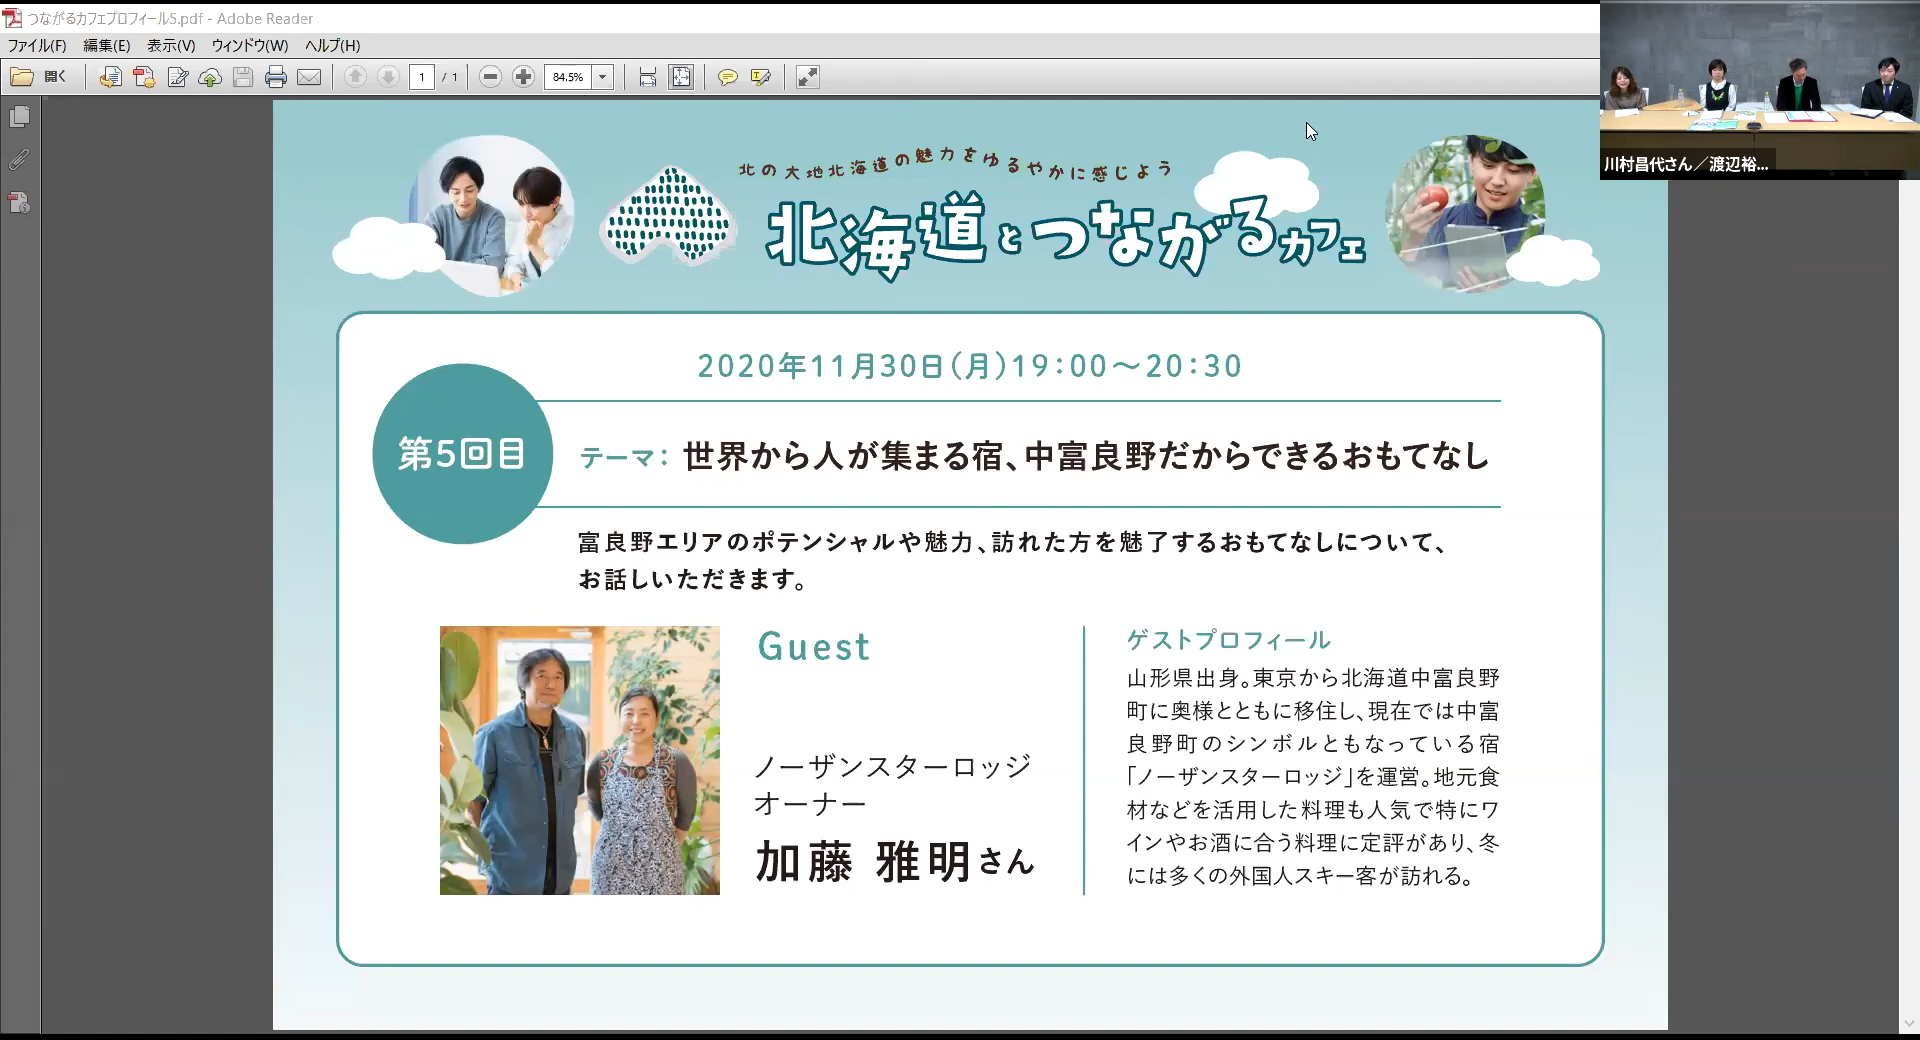 つながるカフェプロフィール5.pdf - Adobe Reader
ファイル(F) 編集(E) 表示(V) ウィンドウ(W) ヘルプ(H)
開く 1 / 1 84.5%
川村昌代さん／渡辺裕...
北の大地北海道の魅力をゆるやかに感じよう
北海道とつながるカフェ
2020年11月30日(月)19:00〜20:30
第5回目
テーマ: 世界から人が集まる宿、中富良野だからできるおもてなし
富良野エリアのポテンシャルや魅力、訪れた方を魅了するおもてなしについて、
お話しいただきます。
Guest
ノーザンスターロッジ
オーナー
加藤 雅明さん
ゲストプロフィール
山形県出身。東京から北海道中富良野
町に奥様とともに移住し、現在では中富
良野町のシンボルともなっている宿
「ノーザンスターロッジ」を運営。地元食
材などを活用した料理も人気で特にワ
インやお酒に合う料理に定評があり、冬
には多くの外国人スキー客が訪れる。